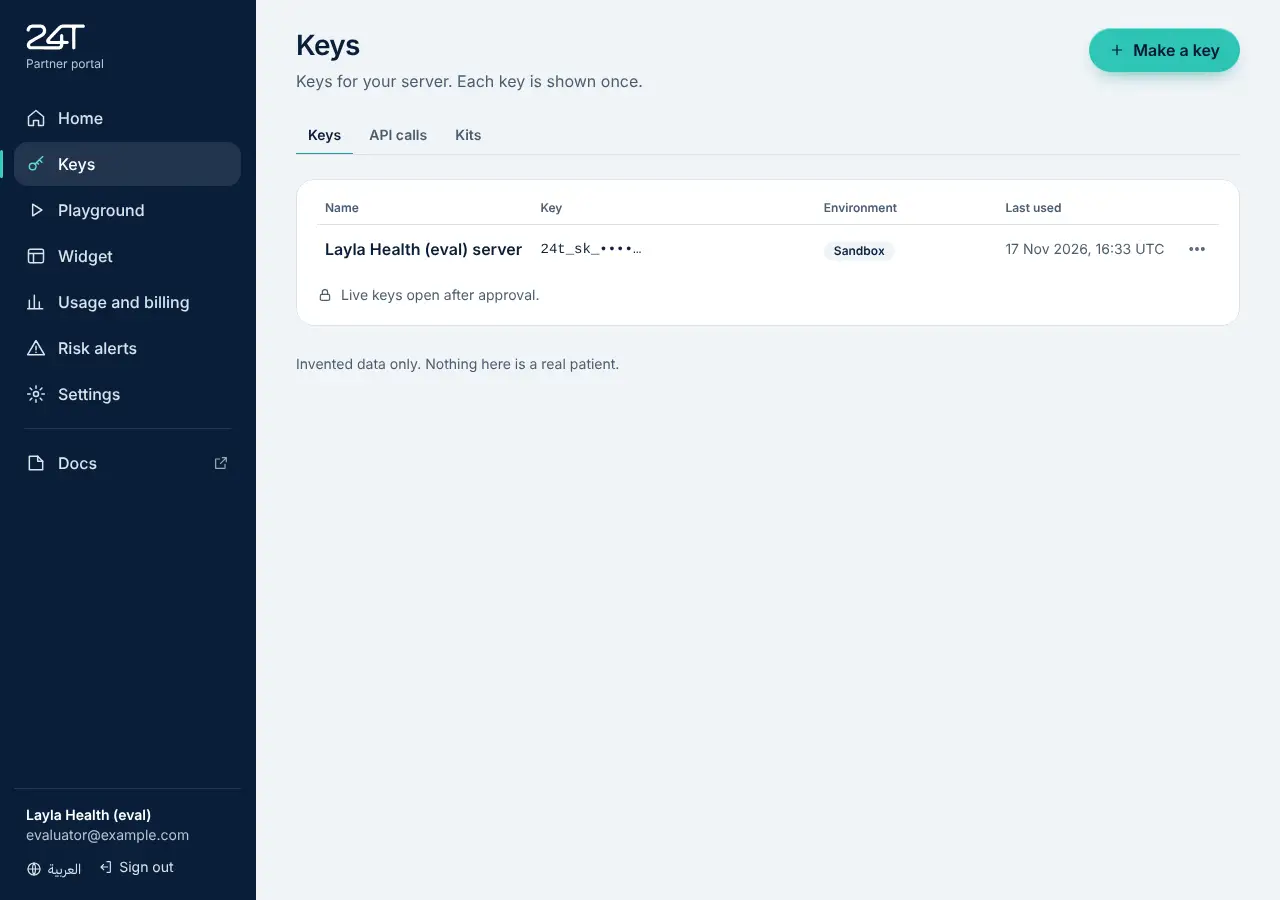 24T
Partner portal
Home
Keys
Playground
Widget
Usage and billing
Risk alerts
Settings
Docs
Layla Health (eval)
evaluator@example.com
العربية
Sign out
Keys
Keys for your server. Each key is shown once.
+ Make a key
Keys API calls Kits
Name Key Environment Last used
Layla Health (eval) server 24t_sk_••••… Sandbox 17 Nov 2026, 16:33 UTC •••
Live keys open after approval.
Invented data only. Nothing here is a real patient.